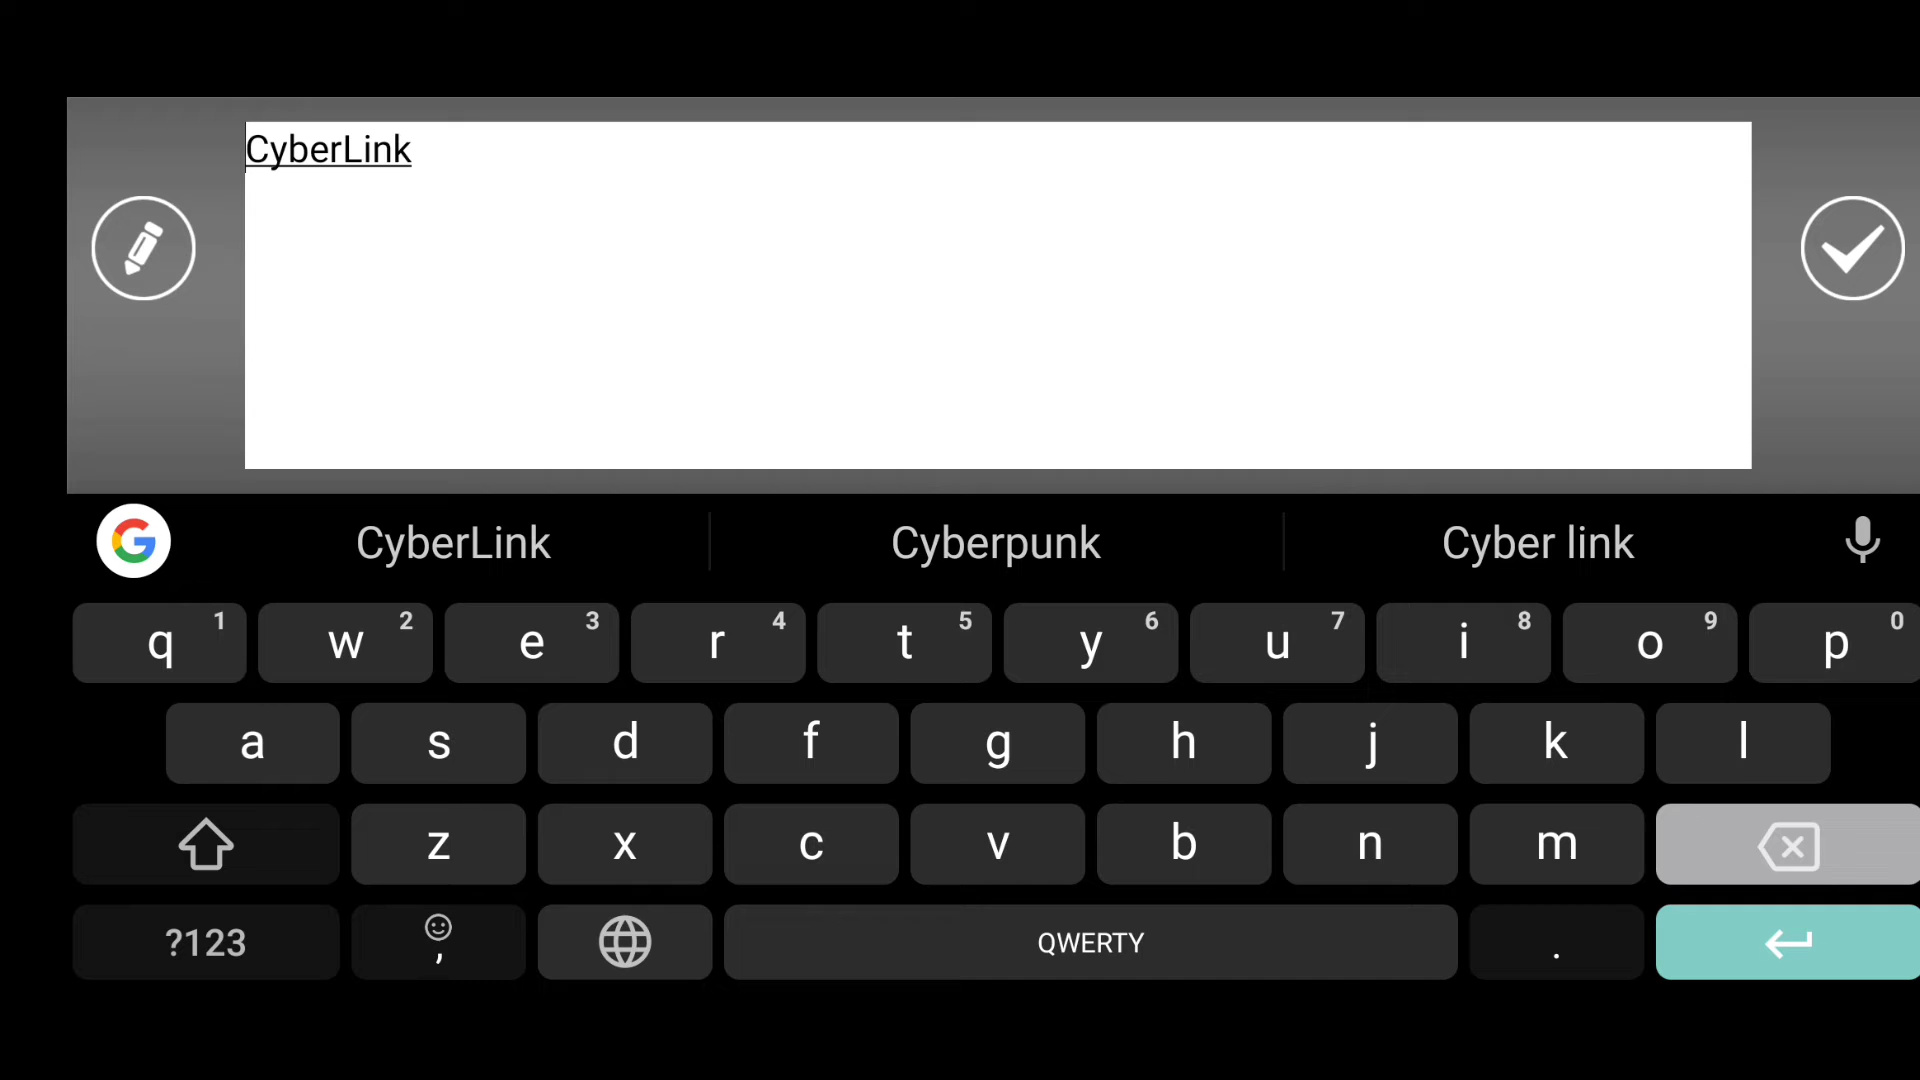 CyberLink
CyberLink Cyberpunk Cyber link
q 1 w 2 e 3 r 4 t 5 y 6 u 7 i 8 o 9 p 0
a s d f g h j k l
z x c v b n m
?123 , QWERTY .